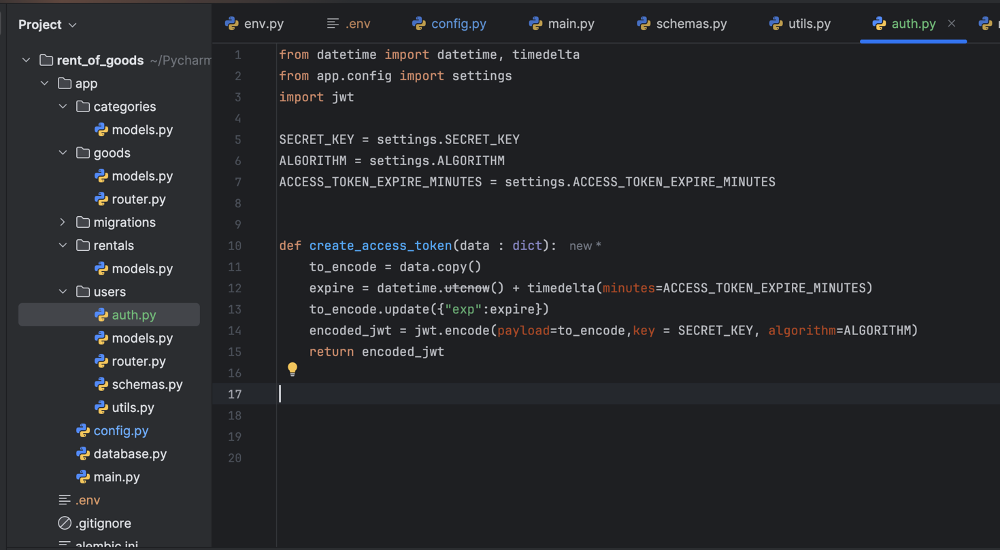 Project
rent_of_goods ~/Pycharm
app
categories
models.py
goods
models.py
router.py
migrations
rentals
models.py
users
auth.py
models.py
router.py
schemas.py
utils.py
config.py
database.py
main.py
.env
.gitignore
alembic.ini
env.py .env config.py main.py schemas.py utils.py auth.py
1 from datetime import datetime, timedelta
2 from app.config import settings
3 import jwt
4
5 SECRET_KEY = settings.SECRET_KEY
6 ALGORITHM = settings.ALGORITHM
7 ACCESS_TOKEN_EXPIRE_MINUTES = settings.ACCESS_TOKEN_EXPIRE_MINUTES
8
9
10 def create_access_token(data : dict): new *
11     to_encode = data.copy()
12     expire = datetime.utcnow() + timedelta(minutes=ACCESS_TOKEN_EXPIRE_MINUTES)
13     to_encode.update({"exp":expire})
14     encoded_jwt = jwt.encode(payload=to_encode,key = SECRET_KEY, algorithm=ALGORITHM)
15     return encoded_jwt
16
17
18
19
20